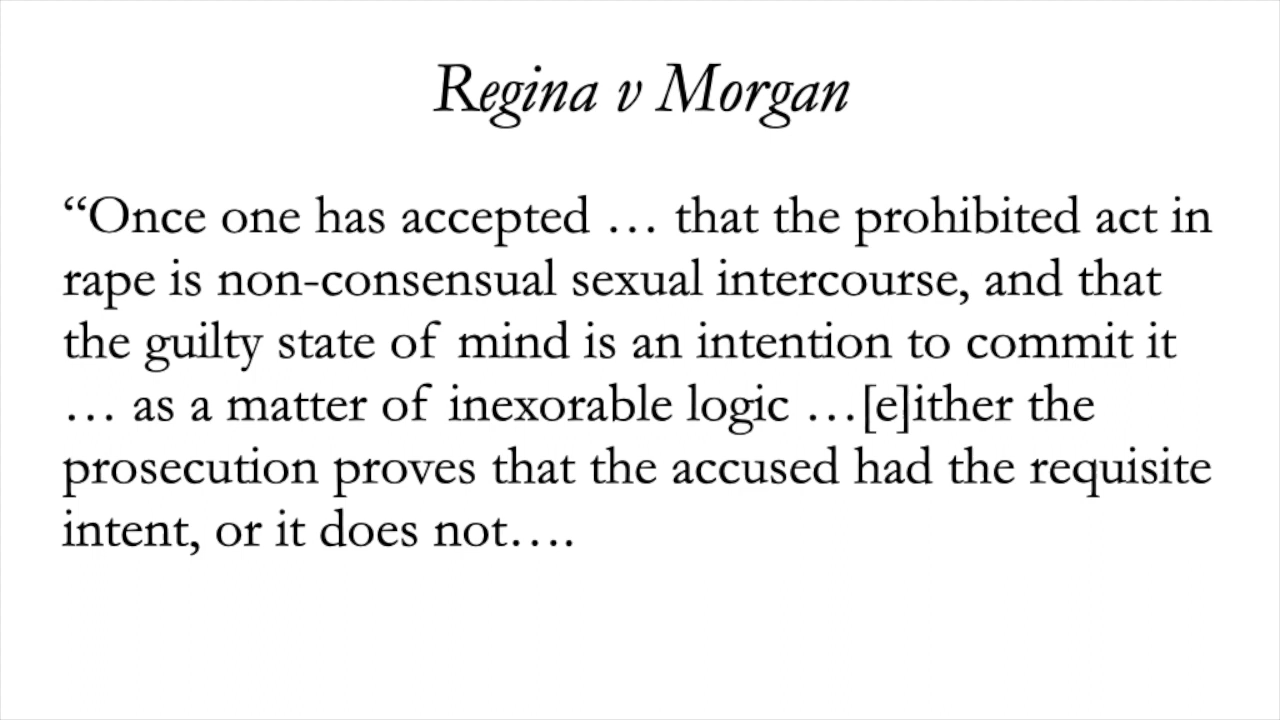 Regina v Morgan
“Once one has accepted … that the prohibited act in
rape is non-consensual sexual intercourse, and that
the guilty state of mind is an intention to commit it
… as a matter of inexorable logic …[e]ither the
prosecution proves that the accused had the requisite
intent, or it does not….